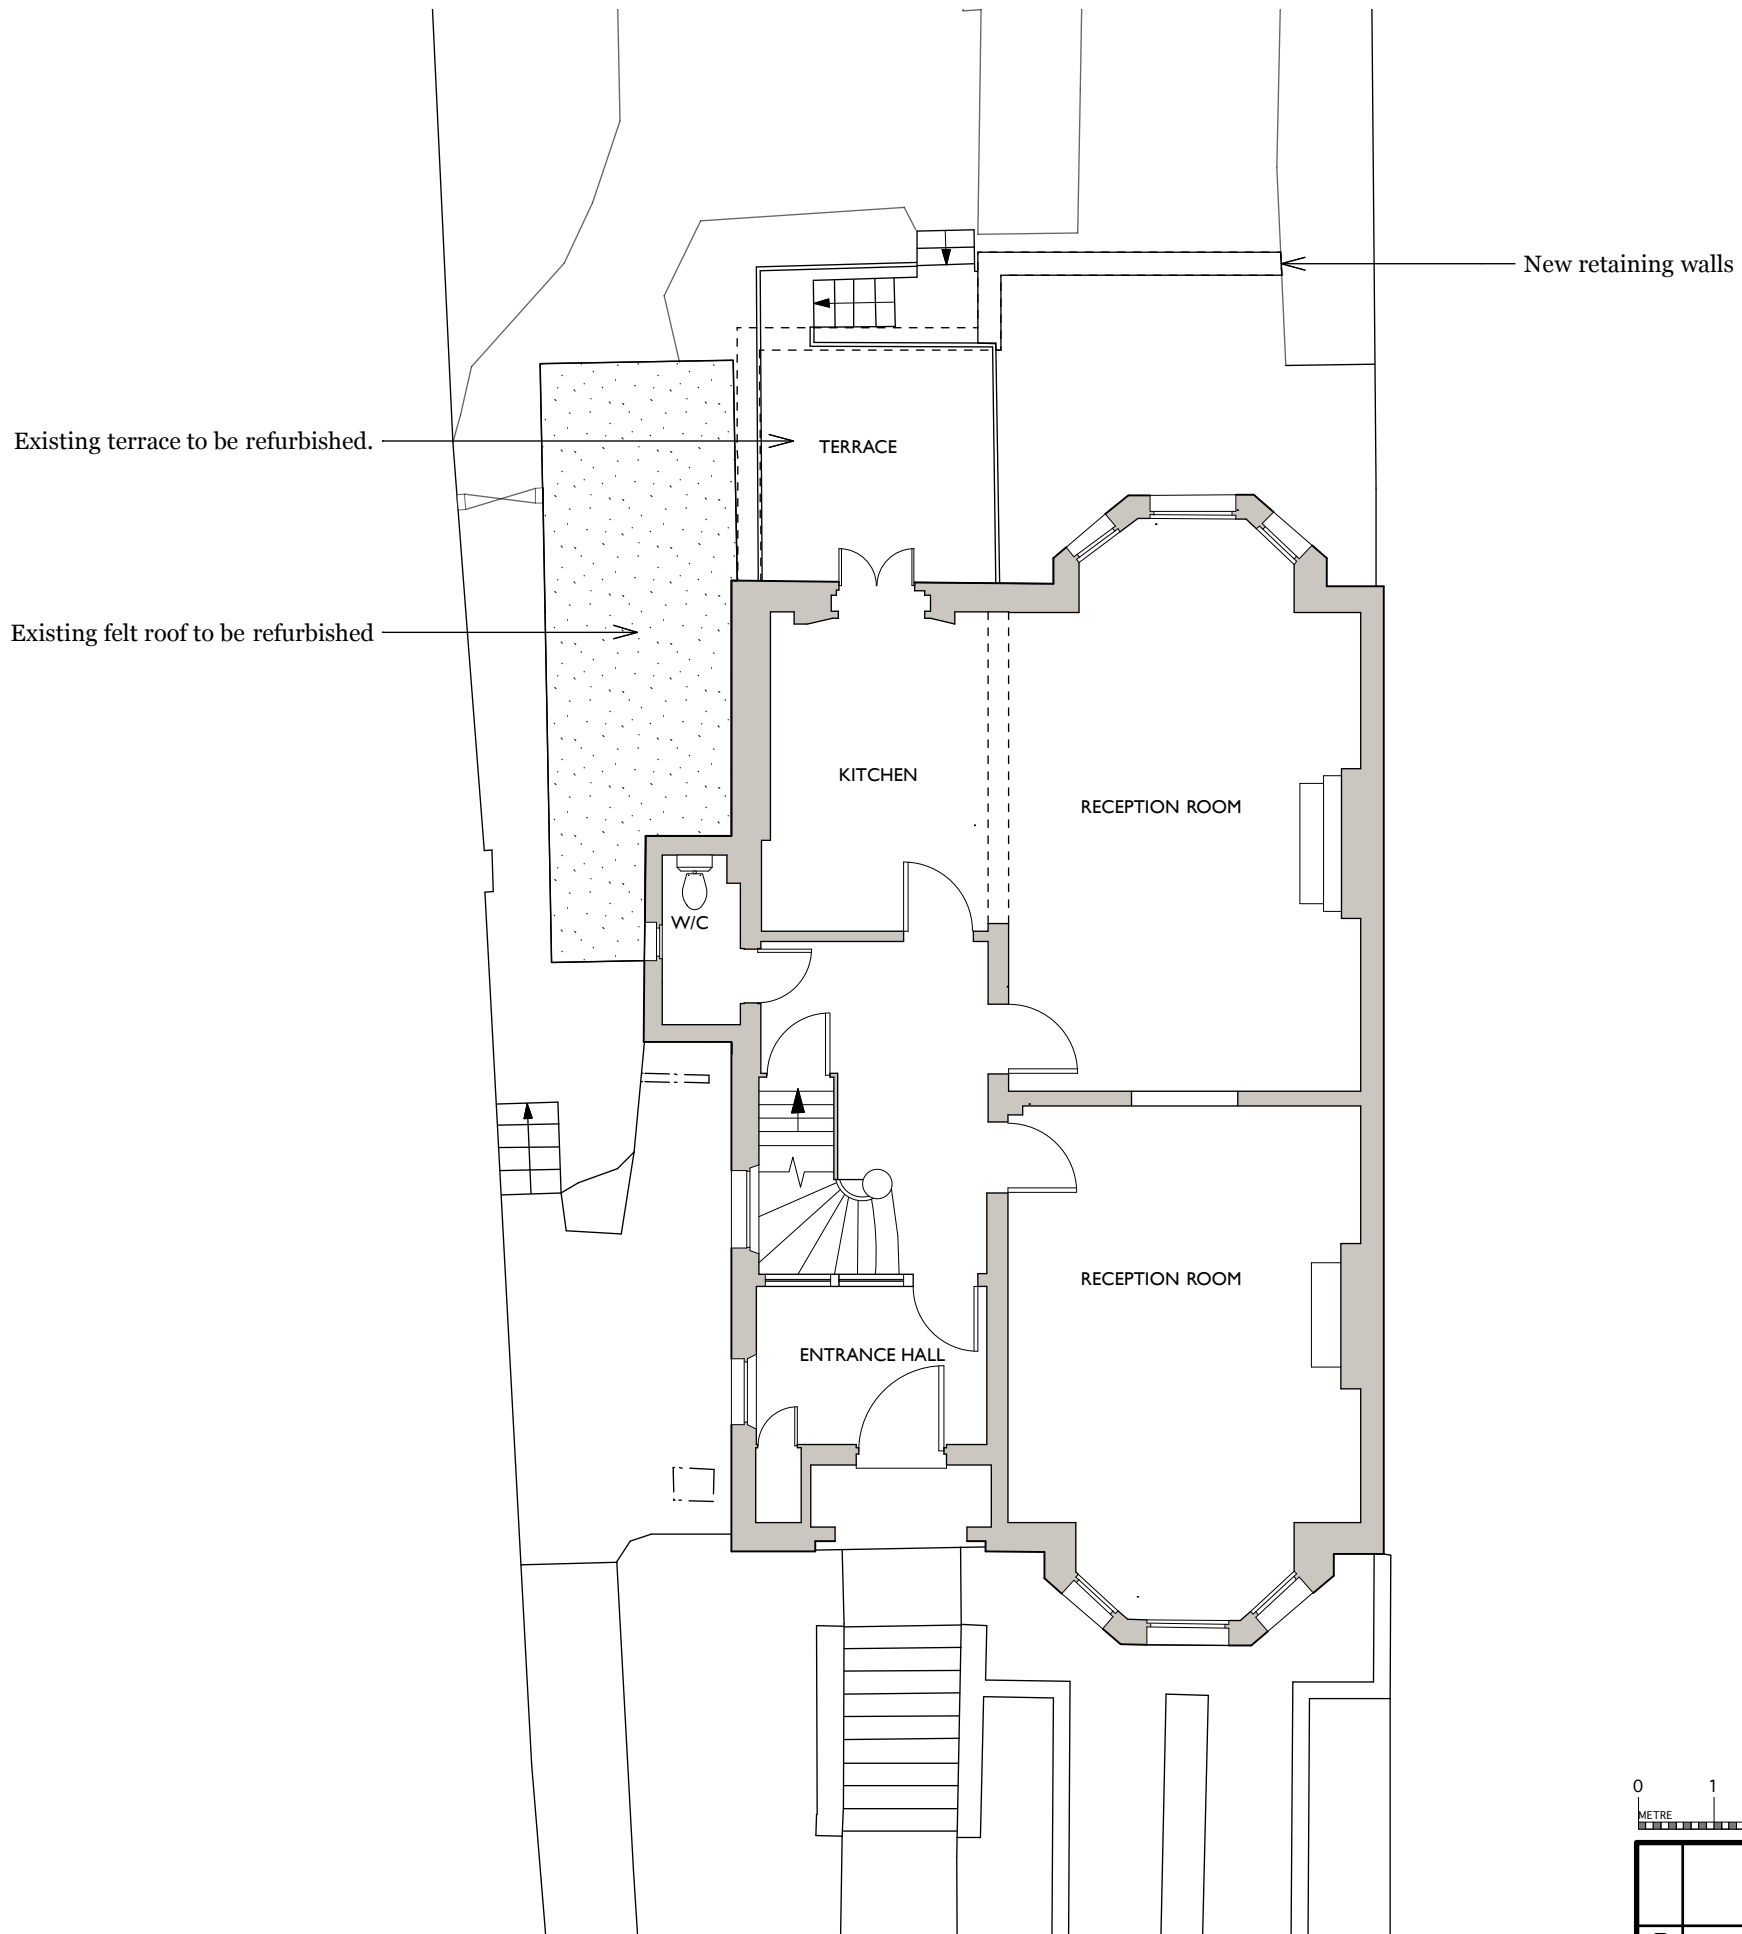 New retaining walls
Existing terrace to be refurbished.
TERRACE
Existing felt roof to be refurbished
KITCHEN
RECEPTION ROOM
W/C
RECEPTION ROOM
ENTRANCE HALL
0 1
METRE